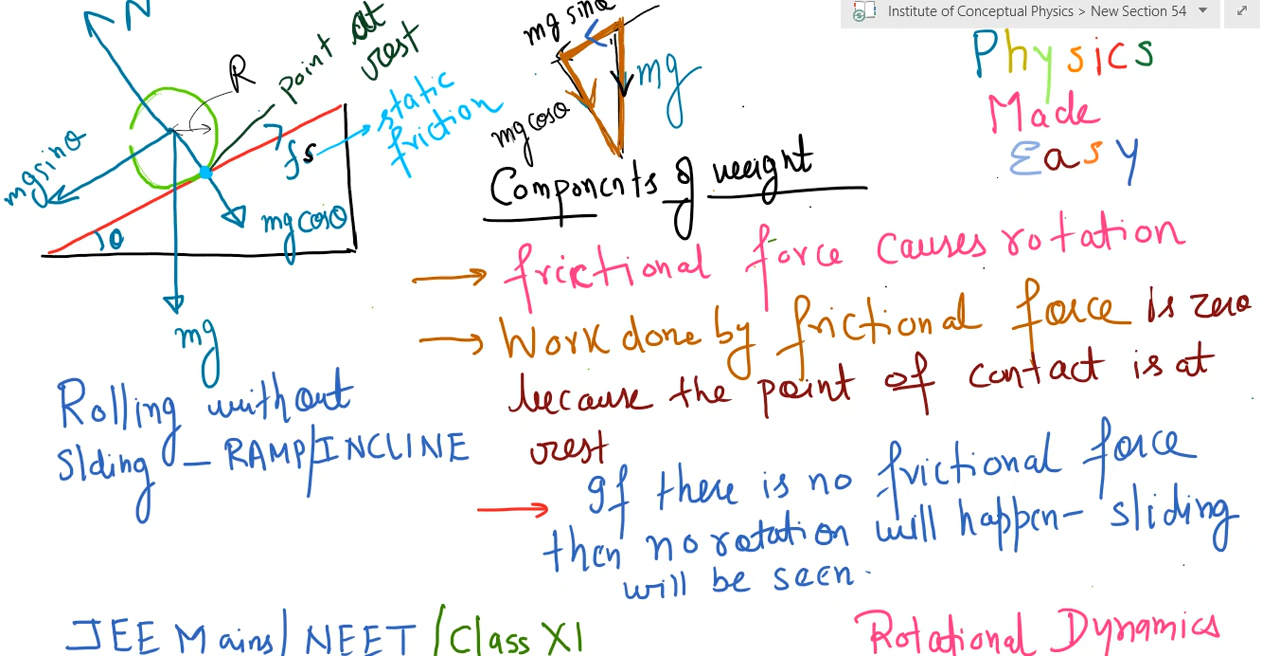 Institute of Conceptual Physics > New Section 54
N
R
point at
rest
static
friction
fs
mg sinθ
mg cosθ
θ
mg
mg sinθ
mg cosθ
mg
Components of weight
Physics
Made
Easy
frictional force causes rotation
Work done by frictional force is zero
because the point of contact is at
rest
If there is no frictional force
then no rotation will happen- sliding
will be seen.
Rolling without
Slding - RAMP/INCLINE
JEE Mains/ NEET /Class XI
Rotational Dynamics